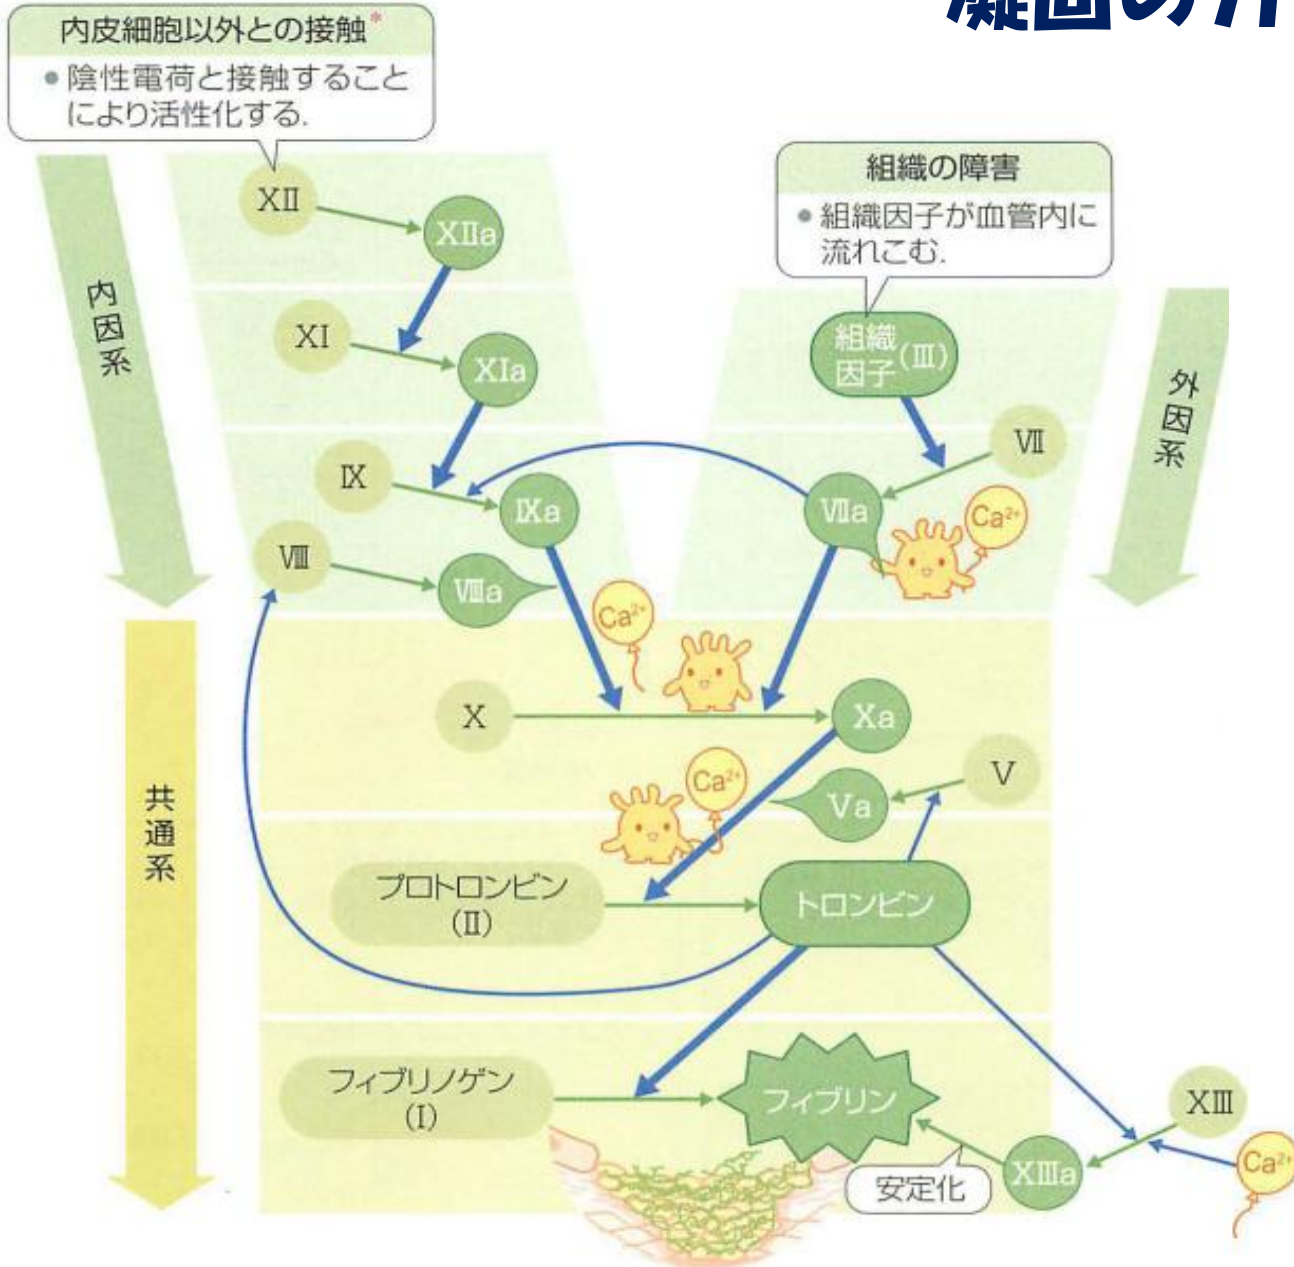 凝固の
内皮細胞以外との接触*
• 陰性電荷と接触すること
により活性化する.
XII
XIIa
組織の障害
• 組織因子が血管内に
流れこむ.
内因系
XI
XIa
組織
因子(III)
外因系
IX
IXa
VIIa
VII
Ca²⁺
VIII
VIIIa
Ca²⁺
X
Xa
共通系
Ca²⁺
Va
V
プロトロンビン
(II)
トロンビン
フィブリノゲン
(I)
フィブリン
XIII
安定化
XIIIa
Ca²⁺